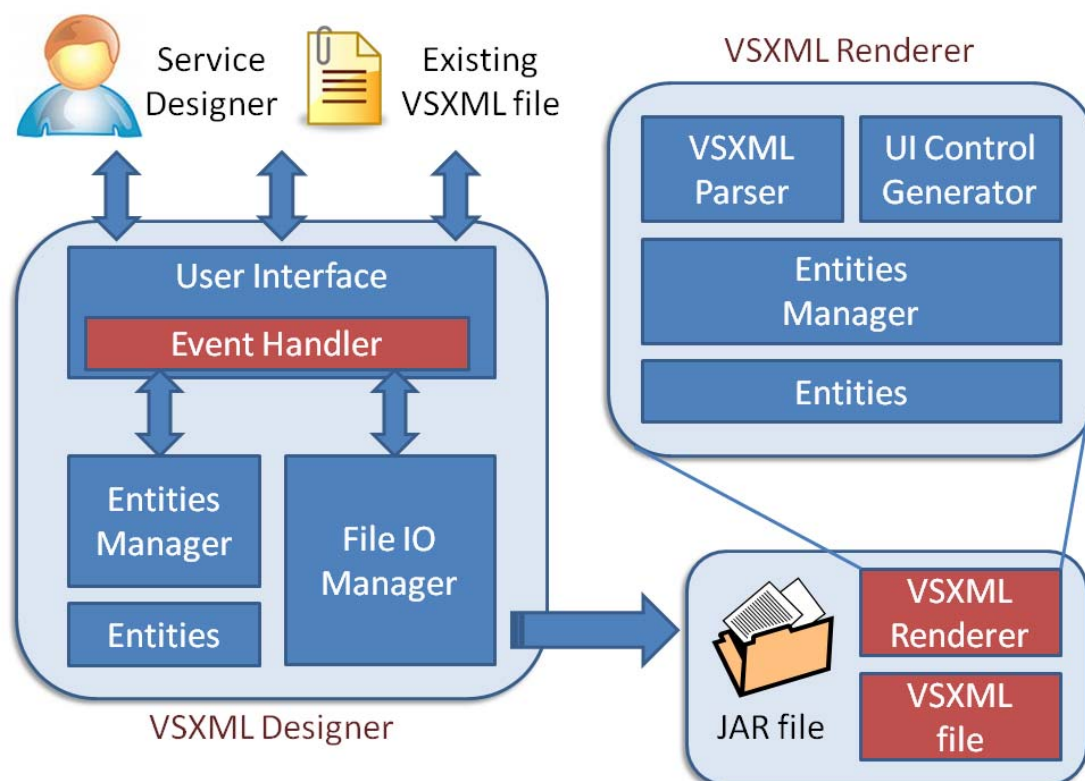 Service
Designer
Existing
VSXML file
User Interface
Event Handler
Entities
Manager
File IO
Manager
Entities
VSXML Designer
VSXML Renderer
VSXML
Parser
UI Control
Generator
Entities
Manager
Entities
JAR file
VSXML
Renderer
VSXML
file